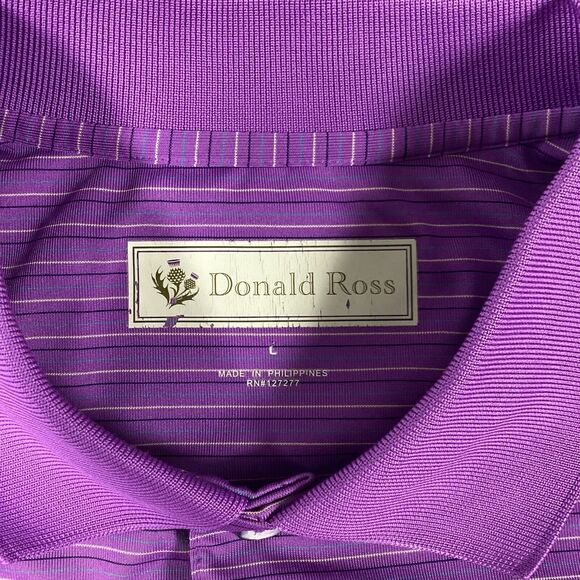 Donald Ross
L
MADE IN PHILIPPINES
RN#127277